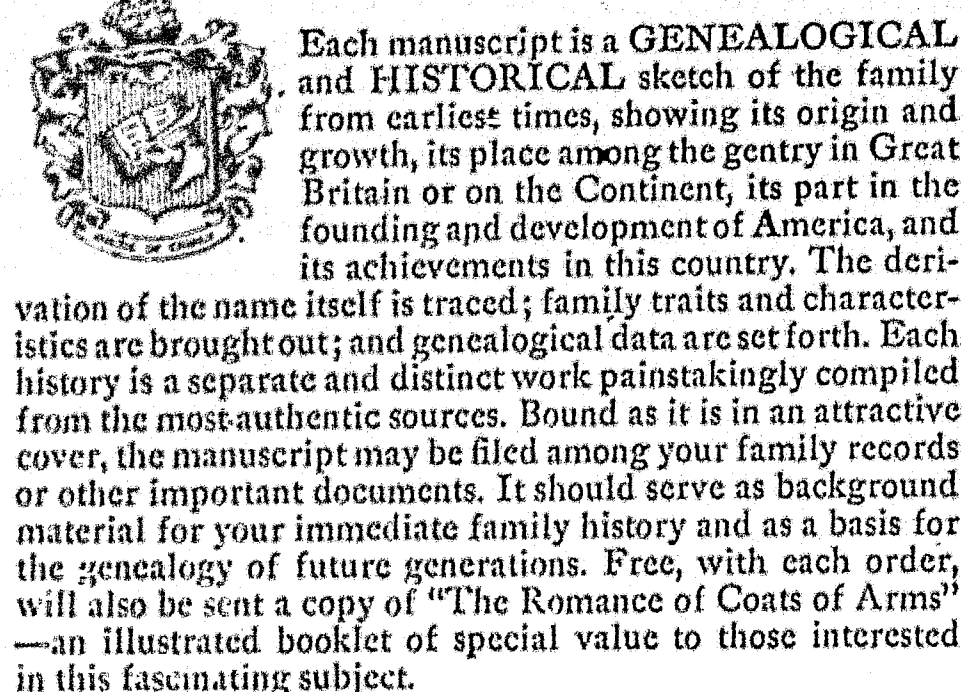 Each manuscript is a GENEALOGICAL
and HISTORICAL sketch of the family
from earliest times, showing its origin and
growth, its place among the gentry in Great
Britain or on the Continent, its part in the
founding and development of America, and
its achievements in this country. The deri-
vation of the name itself is traced; family traits and character-
istics are brought out; and genealogical data are set forth. Each
history is a separate and distinct work painstakingly compiled
from the most authentic sources. Bound as it is in an attractive
cover, the manuscript may be filed among your family records
or other important documents. It should serve as background
material for your immediate family history and as a basis for
the genealogy of future generations. Free, with each order,
will also be sent a copy of "The Romance of Coats of Arms"
—an illustrated booklet of special value to those interested
in this fascinating subject.